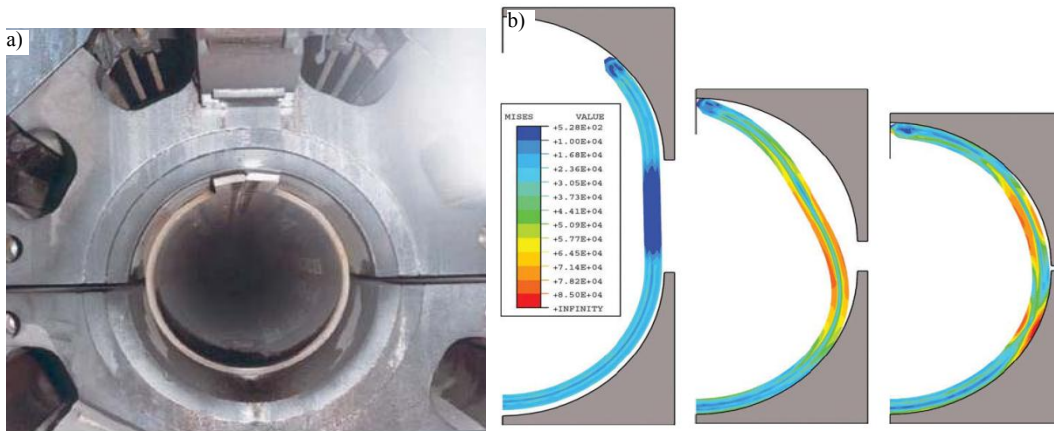 a)
b)
MISES VALUE
+5.28E+02
+1.00E+04
+1.68E+04
+2.36E+04
+3.05E+04
+3.73E+04
+4.41E+04
+5.09E+04
+5.77E+04
+6.45E+04
+7.14E+04
+7.82E+04
+8.50E+04
+INFINITY